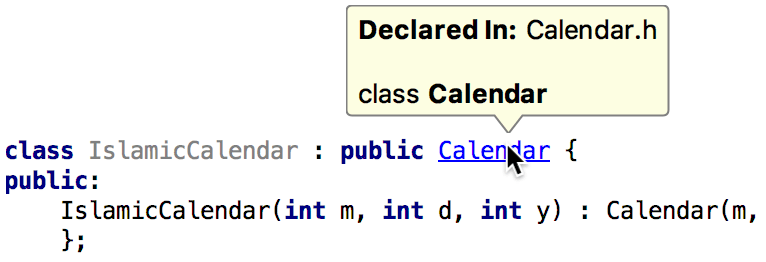 Declared In: Calendar.h
class Calendar
class IslamicCalendar : public Calendar {
public:
    IslamicCalendar(int m, int d, int y) : Calendar(m,
    };